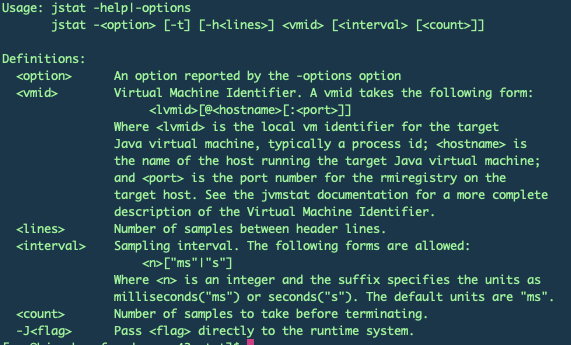 Usage: jstat -help|-options
       jstat -<option> [-t] [-h<lines>] <vmid> [<interval> [<count>]]

Definitions:
  <option>      An option reported by the -options option
  <vmid>        Virtual Machine Identifier. A vmid takes the following form:
                     <lvmid>[@<hostname>[:<port>]]
                Where <lvmid> is the local vm identifier for the target
                Java virtual machine, typically a process id; <hostname> is
                the name of the host running the target Java virtual machine;
                and <port> is the port number for the rmiregistry on the
                target host. See the jvmstat documentation for a more complete
                description of the Virtual Machine Identifier.
  <lines>       Number of samples between header lines.
  <interval>    Sampling interval. The following forms are allowed:
                    <n>["ms"|"s"]
                Where <n> is an integer and the suffix specifies the units as
                milliseconds("ms") or seconds("s"). The default units are "ms".
  <count>       Number of samples to take before terminating.
  -J<flag>      Pass <flag> directly to the runtime system.